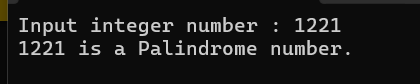 Input integer number : 1221
1221 is a Palindrome number.